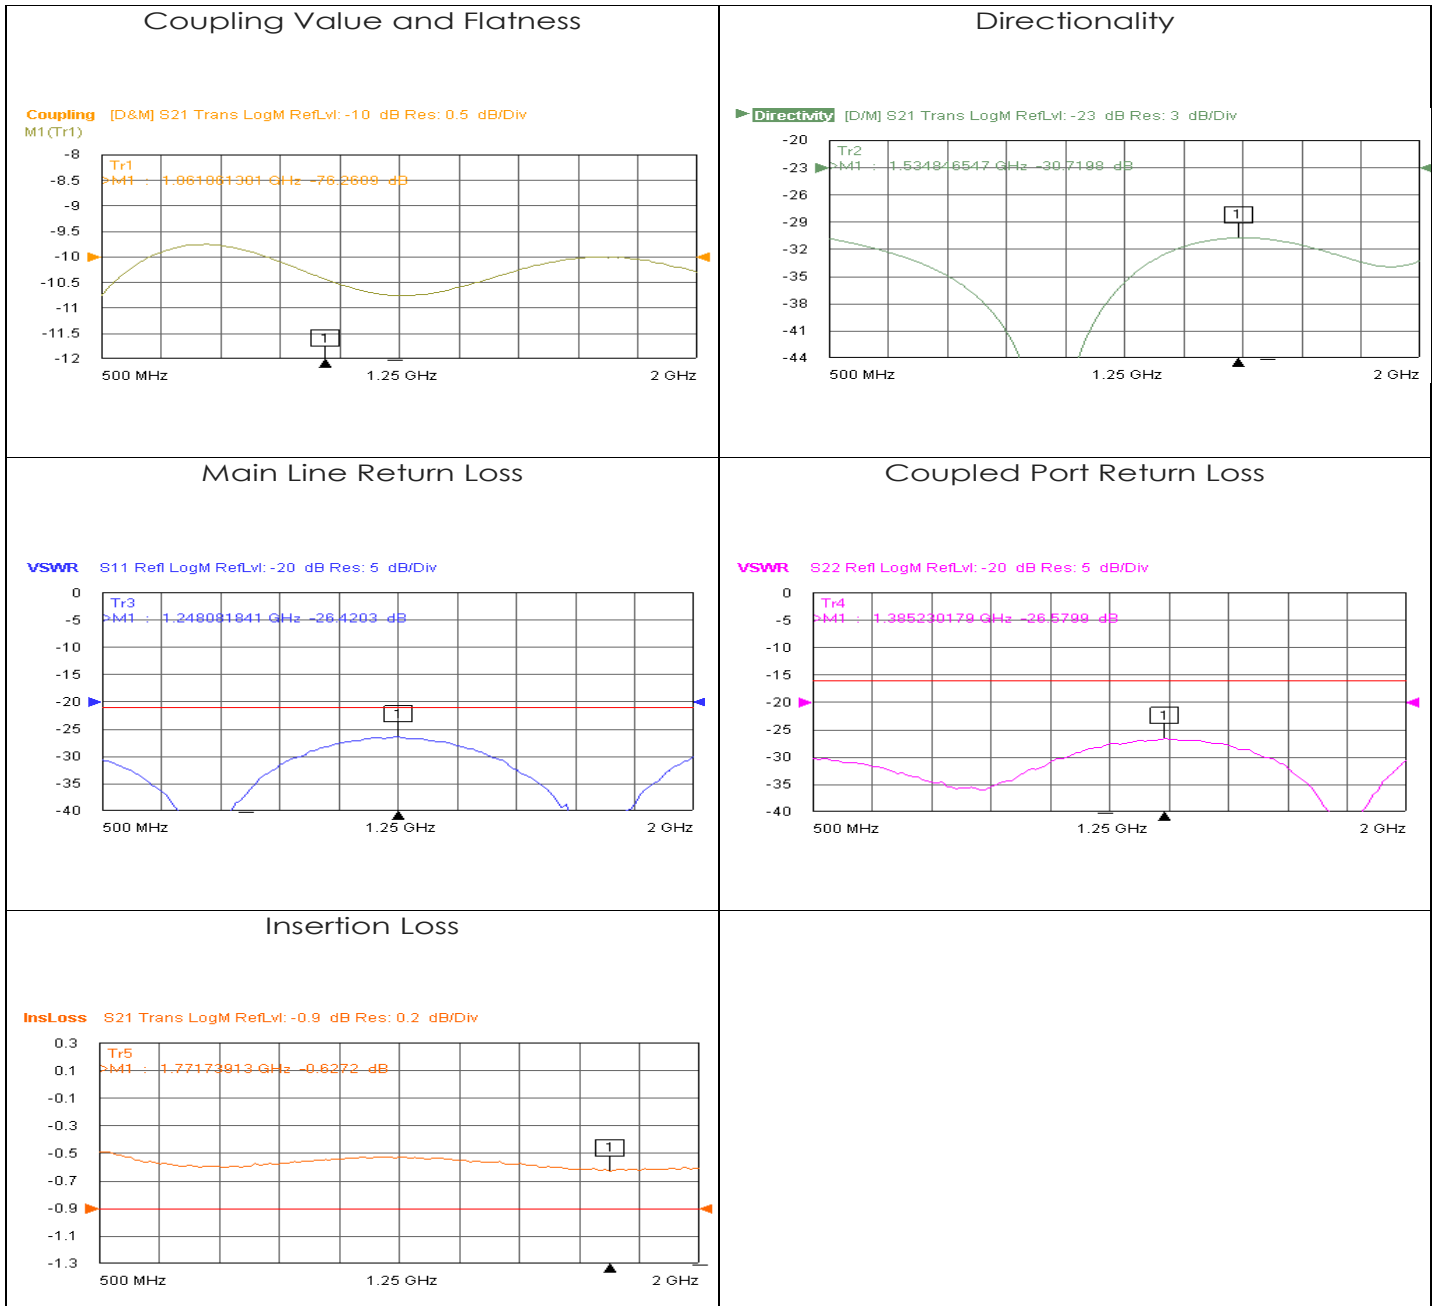 Coupling Value and Flatness
Coupling [D&M] S21 Trans LogM RefLvl: -10 dB Res: 0.5 dB/Div
M1(Tr1)
Tr1
-8
-8.5
-9
-9.5
-10
-10.5
-11
-11.5
-12
1
500 MHz 1.25 GHz 2 GHz
Directionality
Directivity [D/M] S21 Trans LogM RefLvl: -23 dB Res: 3 dB/Div
Tr2
>M1 : 1.534846547 GHz -30.7198 dB
-20
-23
-26
-29
-32
-35
-38
-41
-44
1
500 MHz 1.25 GHz 2 GHz
Main Line Return Loss
VSWR S11 Refl LogM RefLvl: -20 dB Res: 5 dB/Div
Tr3
>M1 : 1.248081841 GHz -26.4203 dB
0
-5
-10
-15
-20
-25
-30
-35
-40
1
500 MHz 1.25 GHz 2 GHz
Coupled Port Return Loss
VSWR S22 Refl LogM RefLvl: -20 dB Res: 5 dB/Div
Tr4
>M1 : 1.385230179 GHz -26.5799 dB
0
-5
-10
-15
-20
-25
-30
-35
-40
1
500 MHz 1.25 GHz 2 GHz
Insertion Loss
InsLoss S21 Trans LogM RefLvl: -0.9 dB Res: 0.2 dB/Div
Tr5
>M1 : 1.77173913 GHz -0.6272 dB
0.3
0.1
-0.1
-0.3
-0.5
-0.7
-0.9
-1.1
-1.3
1
500 MHz 1.25 GHz 2 GHz